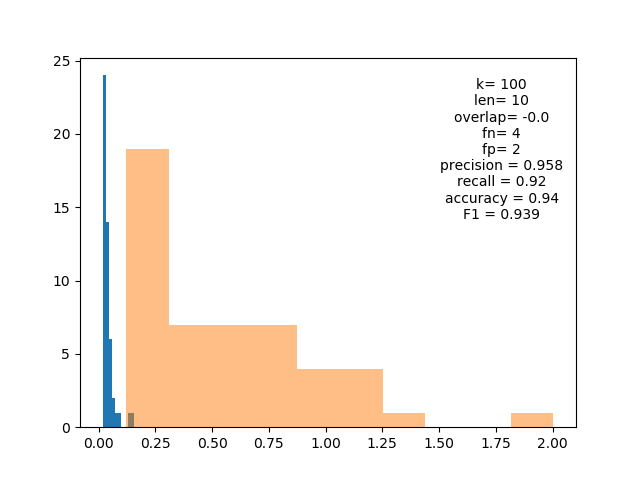 25
20
15
10
5
0
0.00 0.25 0.50 0.75 1.00 1.25 1.50 1.75 2.00
k= 100
len= 10
overlap= -0.0
fn= 4
fp= 2
precision = 0.958
recall = 0.92
accuracy = 0.94
F1 = 0.939